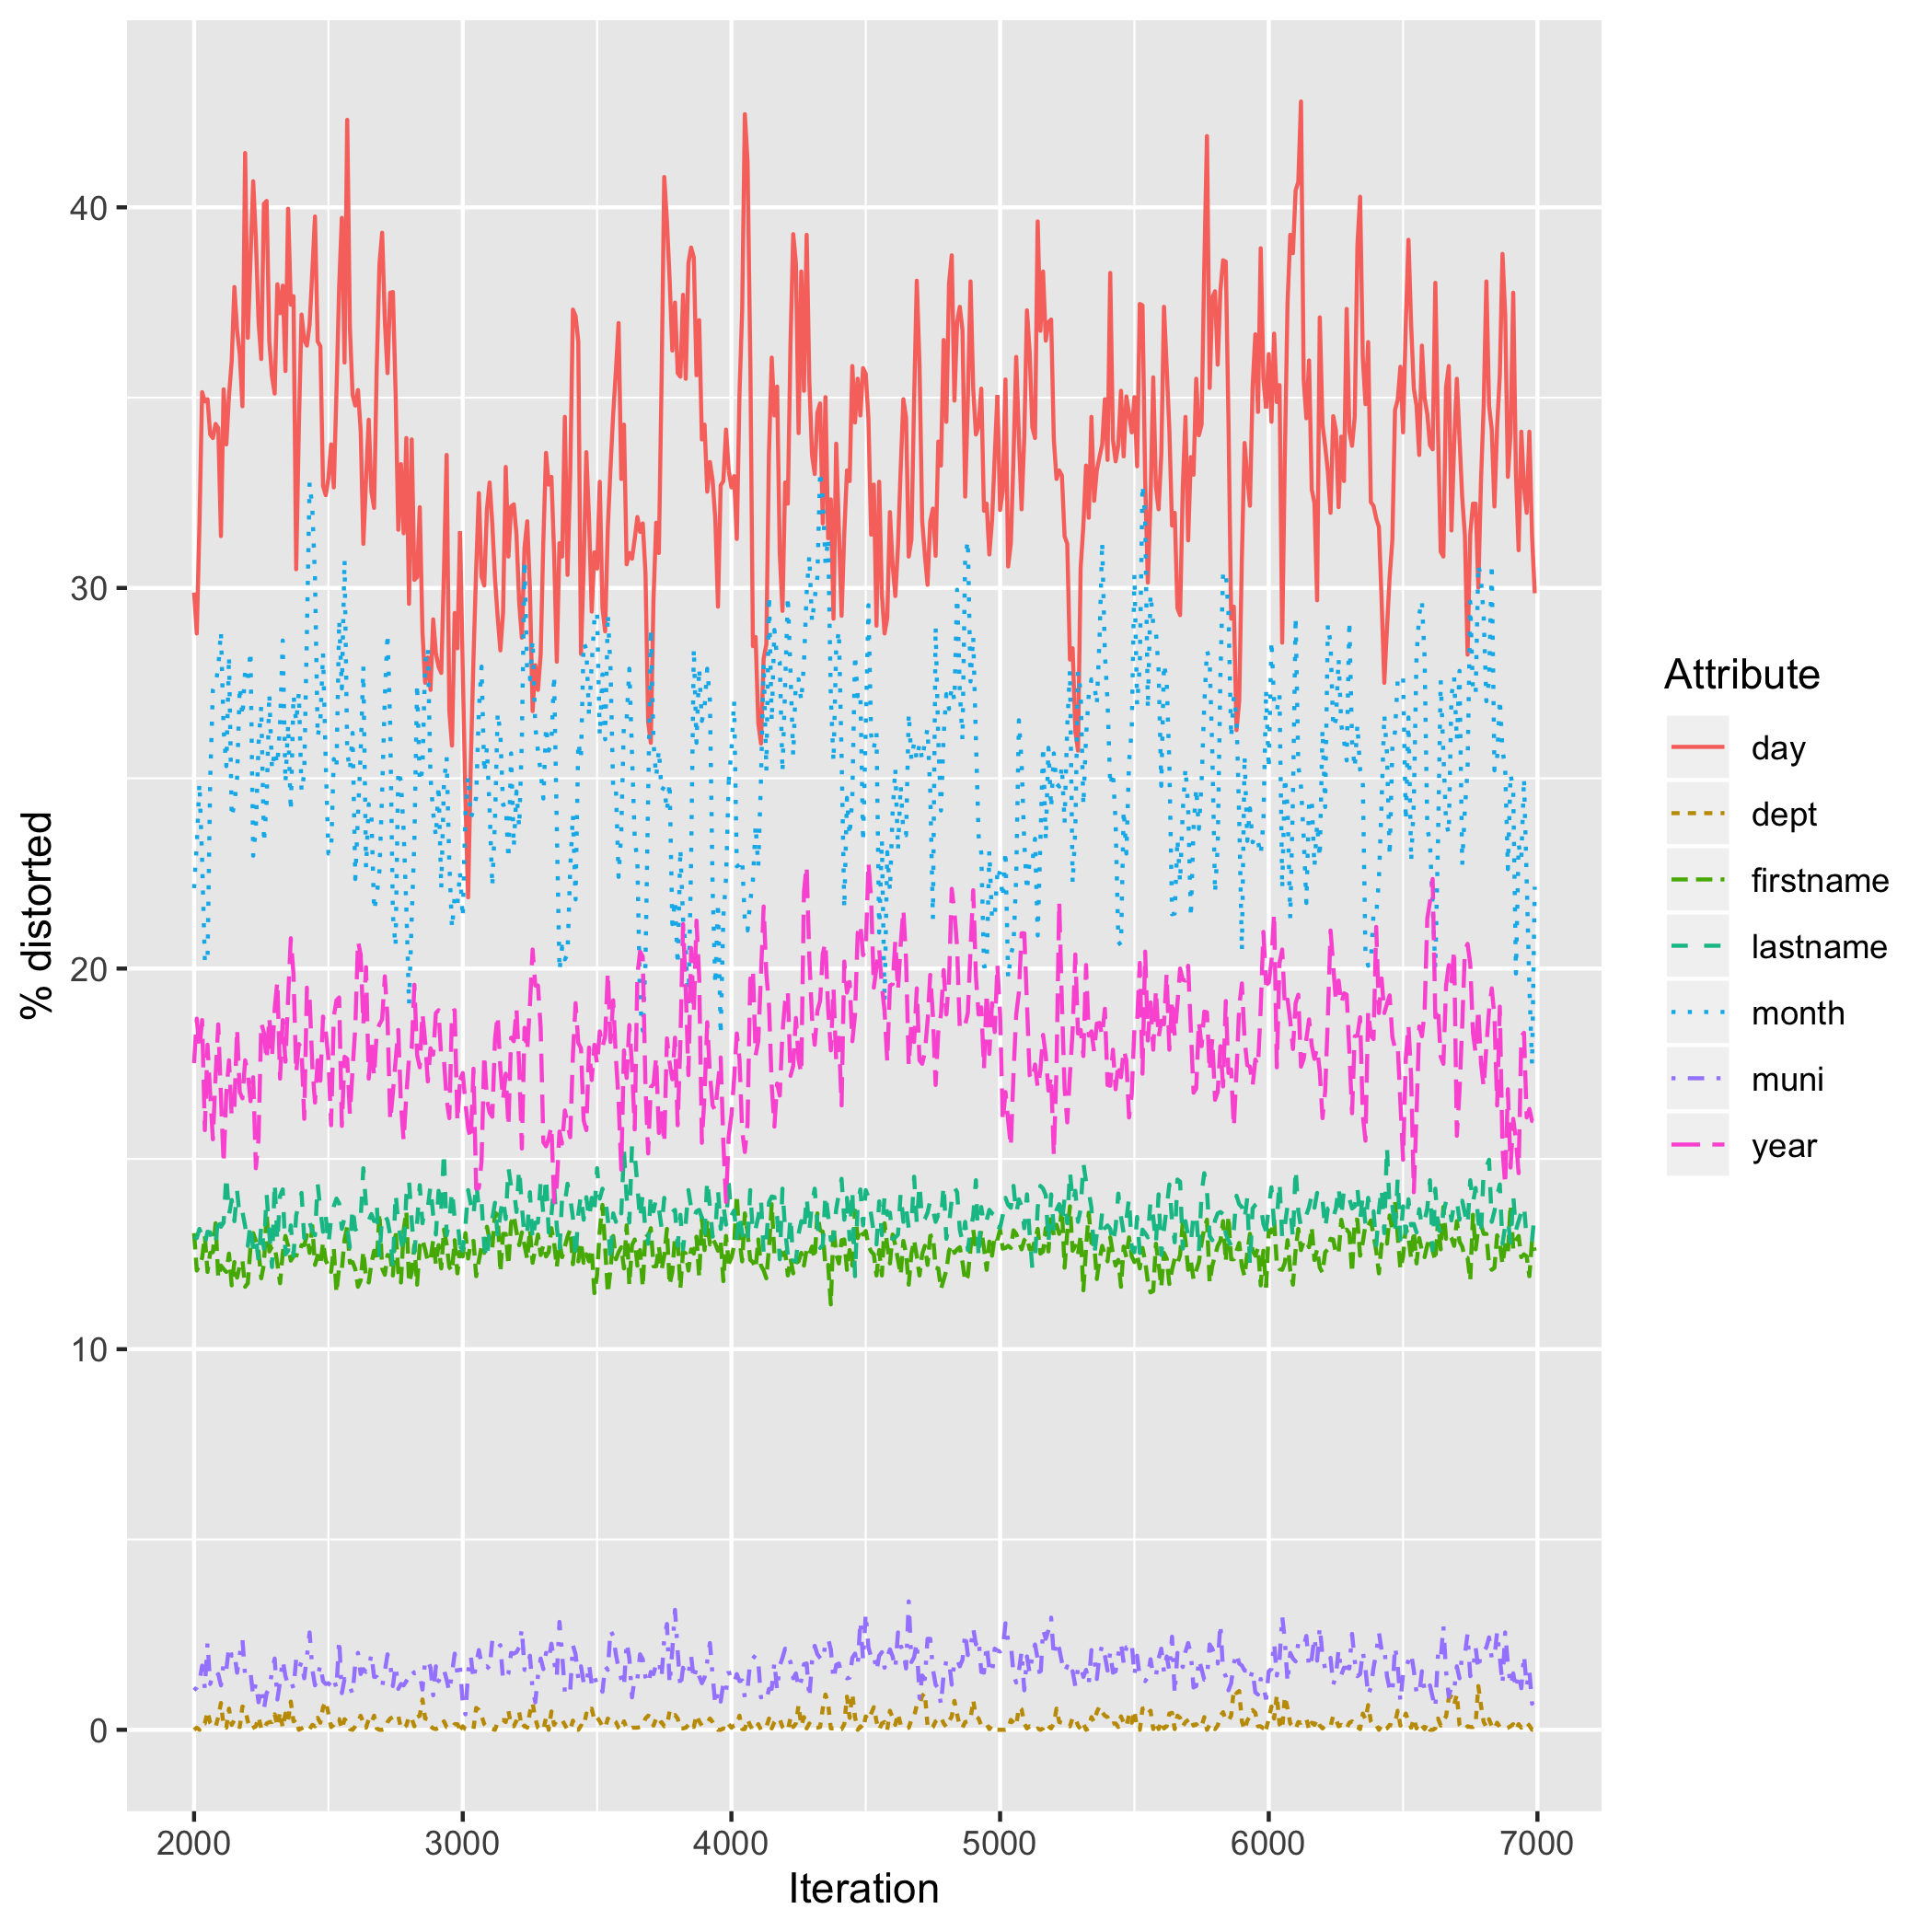 % distorted
40
30
20
10
0
2000 3000 4000 5000 6000 7000
Iteration
Attribute
day
dept
firstname
lastname
month
muni
year